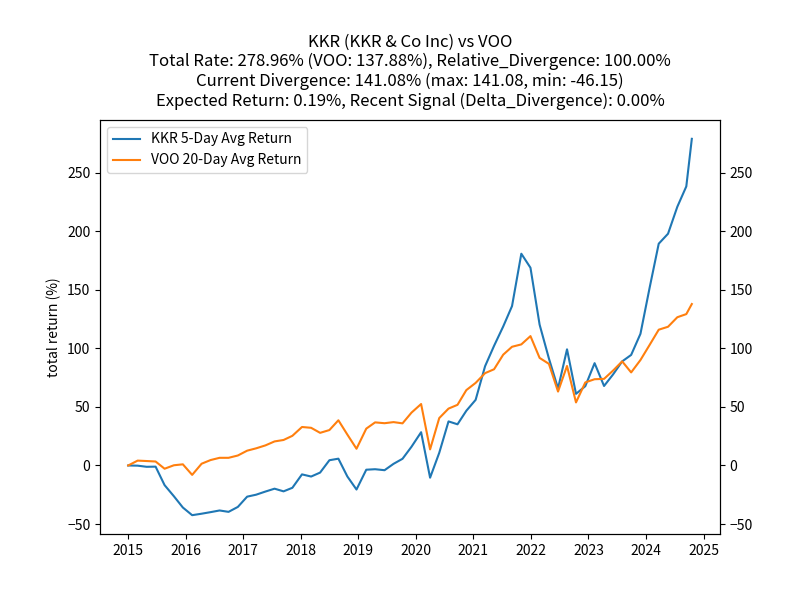 KKR (KKR & Co Inc) vs VOO
Total Rate: 278.96% (VOO: 137.88%), Relative_Divergence: 100.00%
Current Divergence: 141.08% (max: 141.08, min: -46.15)
Expected Return: 0.19%, Recent Signal (Delta_Divergence): 0.00%
KKR 5-Day Avg Return
VOO 20-Day Avg Return
total return (%)
250 250
200 200
150 150
100 100
50 50
0 0
−50 −50
2015 2016 2017 2018 2019 2020 2021 2022 2023 2024 2025